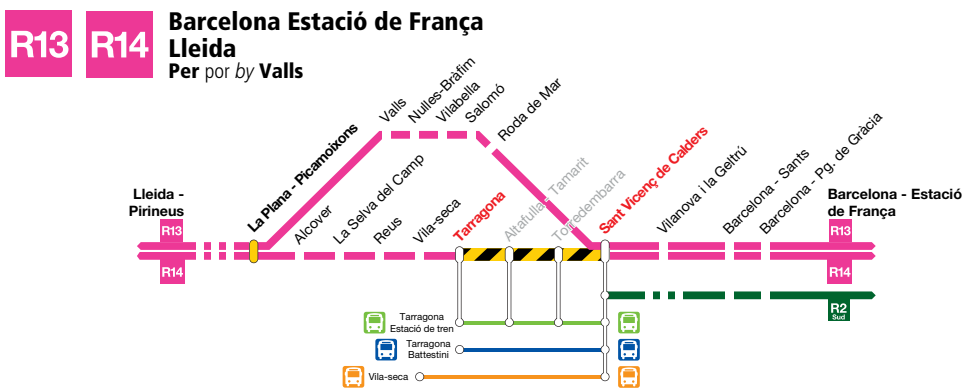 R13 R14
Barcelona Estació de França
Lleida
Per por by Valls
Lleida -
Pirineus
R13
R14
La Plana - Picamoixons
Valls
Nulles-Bràfim
Vilabella
Salomó
Roda de Mar
Alcover
La Selva del Camp
Reus
Vila-seca
Tarragona
Altafulla - Tamarit
Torredembarra
Sant Vicenç de Calders
Vilanova i la Geltrú
Barcelona - Sants
Barcelona - Pg. de Gràcia
Barcelona - Estació
de França
R13
R14
R2
Sud
Tarragona
Estació de tren
Tarragona
Battestini
Vila-seca